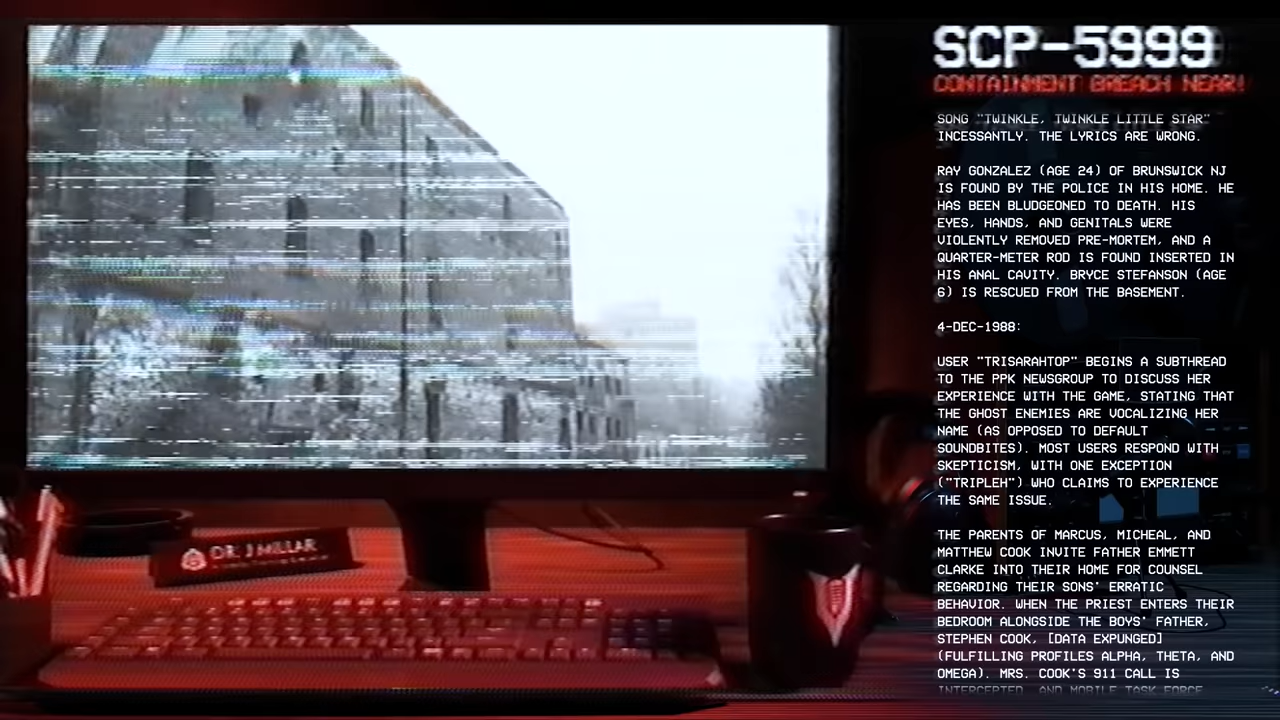 SCP-5999
CONTAINMENT BREACH NEAR!
SONG "TWINKLE, TWINKLE LITTLE STAR"
INCESSANTLY. THE LYRICS ARE WRONG.
RAY GONZALEZ (AGE 24) OF BRUNSWICK NJ
IS FOUND BY THE POLICE IN HIS HOME. HE
HAS BEEN BLUDGEONED TO DEATH. HIS
EYES, HANDS, AND GENITALS WERE
VIOLENTLY REMOVED PRE-MORTEM, AND A
QUARTER-METER ROD IS FOUND INSERTED IN
HIS ANAL CAVITY. BRYCE STEFANSON (AGE
6) IS RESCUED FROM THE BASEMENT.
4-DEC-1988:
USER "TRISARAHTOP" BEGINS A SUBTHREAD
TO THE PPK NEWSGROUP TO DISCUSS HER
EXPERIENCE WITH THE GAME, STATING THAT
THE GHOST ENEMIES ARE VOCALIZING HER
NAME (AS OPPOSED TO DEFAULT
SOUNDBITES). MOST USERS RESPOND WITH
SKEPTICISM, WITH ONE EXCEPTION
("TRIPLEH") WHO CLAIMS TO EXPERIENCE
THE SAME ISSUE.
THE PARENTS OF MARCUS, MICHEAL, AND
MATTHEW COOK INVITE FATHER EMMETT
CLARKE INTO THEIR HOME FOR COUNSEL
REGARDING THEIR SONS' ERRATIC
BEHAVIOR. WHEN THE PRIEST ENTERS THEIR
BEDROOM ALONGSIDE THE BOYS' FATHER,
STEPHEN COOK, [DATA EXPUNGED]
(FULFILLING PROFILES ALPHA, THETA, AND
OMEGA). MRS. COOK'S 911 CALL IS
INTERCEPTED, AND MOBILE TASK FORCE
DR. J MILLAR